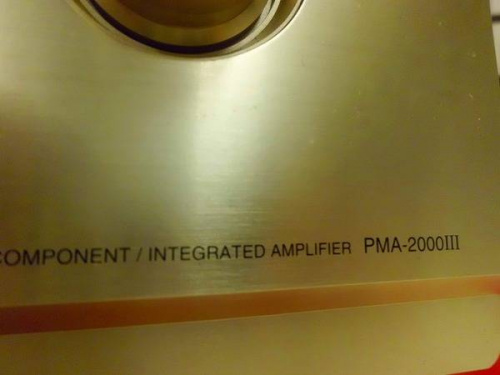 COMPONENT / INTEGRATED AMPLIFIER PMA-2000III